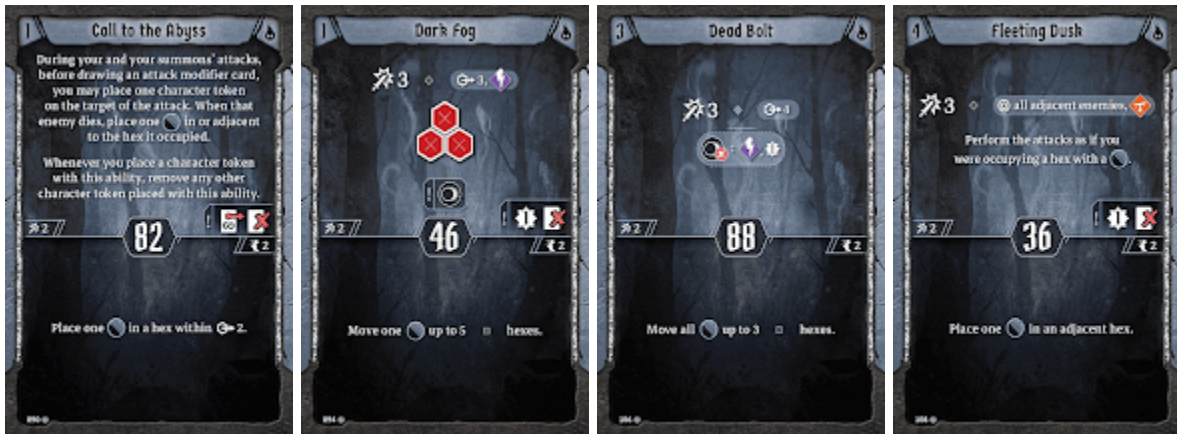 1
Call to the Abyss
During your and your summons' attacks,
before drawing an attack modifier card,
you may place one character token
on the target of the attack. When that
enemy dies, place one in or adjacent
to the hex it occupied.
Whenever you place a character token
with this ability, remove any other
character token placed with this ability.
2
82
2
Place one in a hex within 2.
1
Dark Fog
3
3,
2
46
2
Move one up to 5 hexes.
3
Dead Bolt
3
4
:
2
88
2
Move all up to 3 hexes.
4
Fleeting Dusk
3
all adjacent enemies,
Perform the attacks as if you
were occupying a hex with a .
2
36
2
Place one in an adjacent hex.